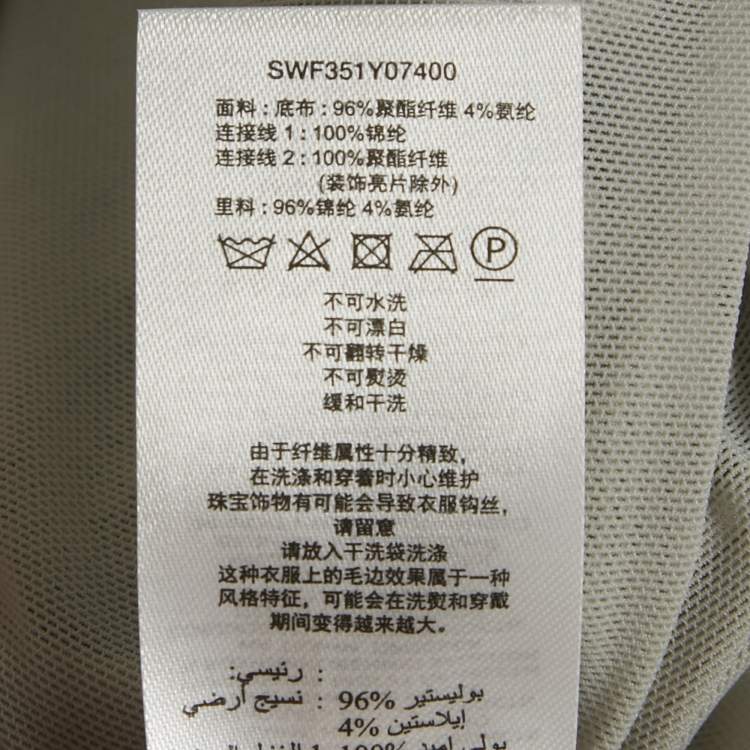 SWF351Y07400
面料：底布：96%聚酯纤维 4%氨纶
连接线 1：100%锦纶
连接线 2：100%聚酯纤维
(装饰亮片除外)
里料：96%锦纶 4%氨纶
P
不可水洗
不可漂白
不可翻转干燥
不可熨烫
缓和干洗
由于纤维属性十分精致，
在洗涤和穿着时小心维护
珠宝饰物有可能会导致衣服钩丝，
请留意
请放入干洗袋洗涤
这种衣服上的毛边效果属于一种
风格特征，可能会在洗熨和穿戴
期间变得越来越大。
رئيسي: :
نسيج أرضي : 96% بوليستير
4% إيلاستين
100% بولي